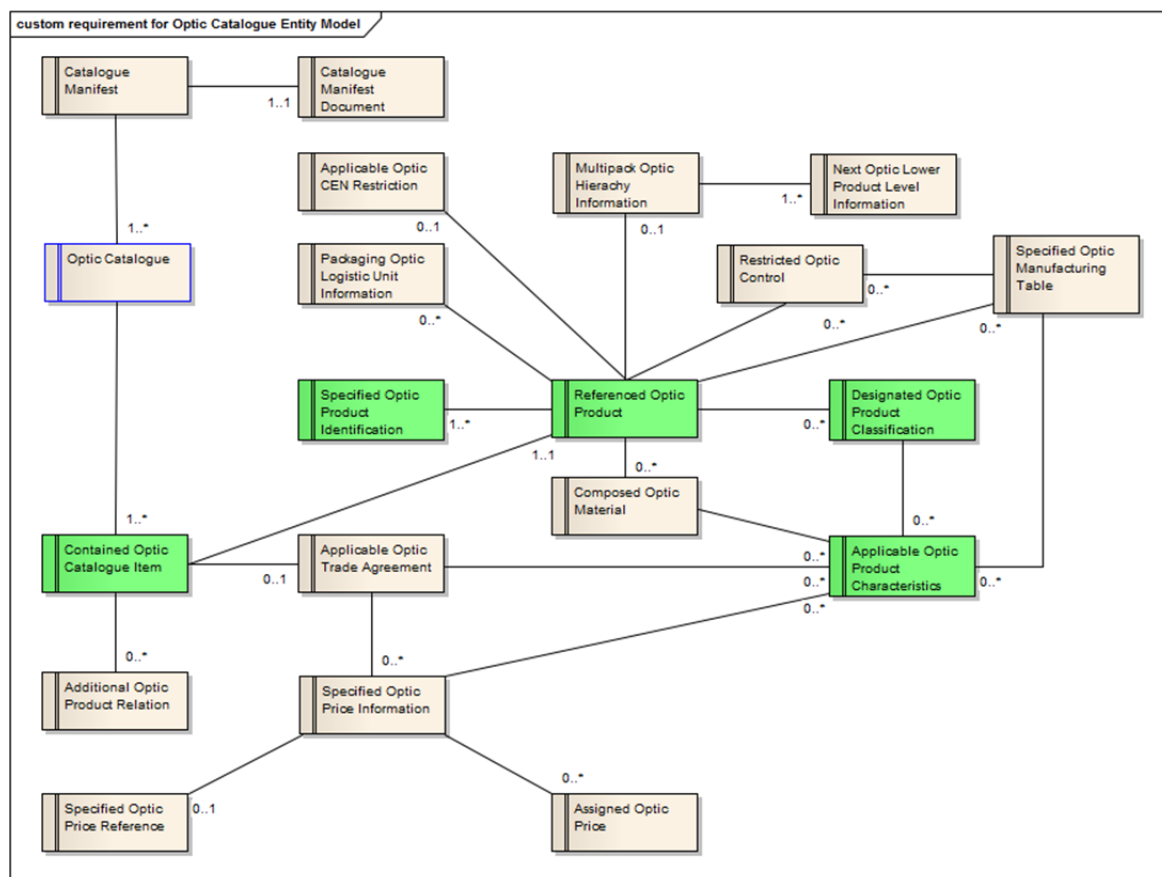 custom requirement for Optic Catalogue Entity Model
Catalogue
Manifest
1..1
Catalogue
Manifest
Document
Applicable Optic
CEN Restriction
0..1
Multipack Optic
Hierachy
Information
0..1
1..*
Next Optic Lower
Product Level
Information
1..*
Optic Catalogue
Packaging Optic
Logistic Unit
Information
0..*
Restricted Optic
Control
0..*
0..*
Specified Optic
Manufacturing
Table
0..*
Specified Optic
Product
Identification
1..*
Referenced Optic
Product
1..1
0..*
0..*
Designated Optic
Product
Classification
Composed Optic
Material
0..*
1..*
Contained Optic
Catalogue Item
0..1
Applicable Optic
Trade Agreement
0..*
0..*
0..*
Applicable Optic
Product
Characteristics
0..*
0..*
0..*
Additional Optic
Product Relation
0..*
Specified Optic
Price Information
Specified Optic
Price Reference
0..1
0..*
Assigned Optic
Price